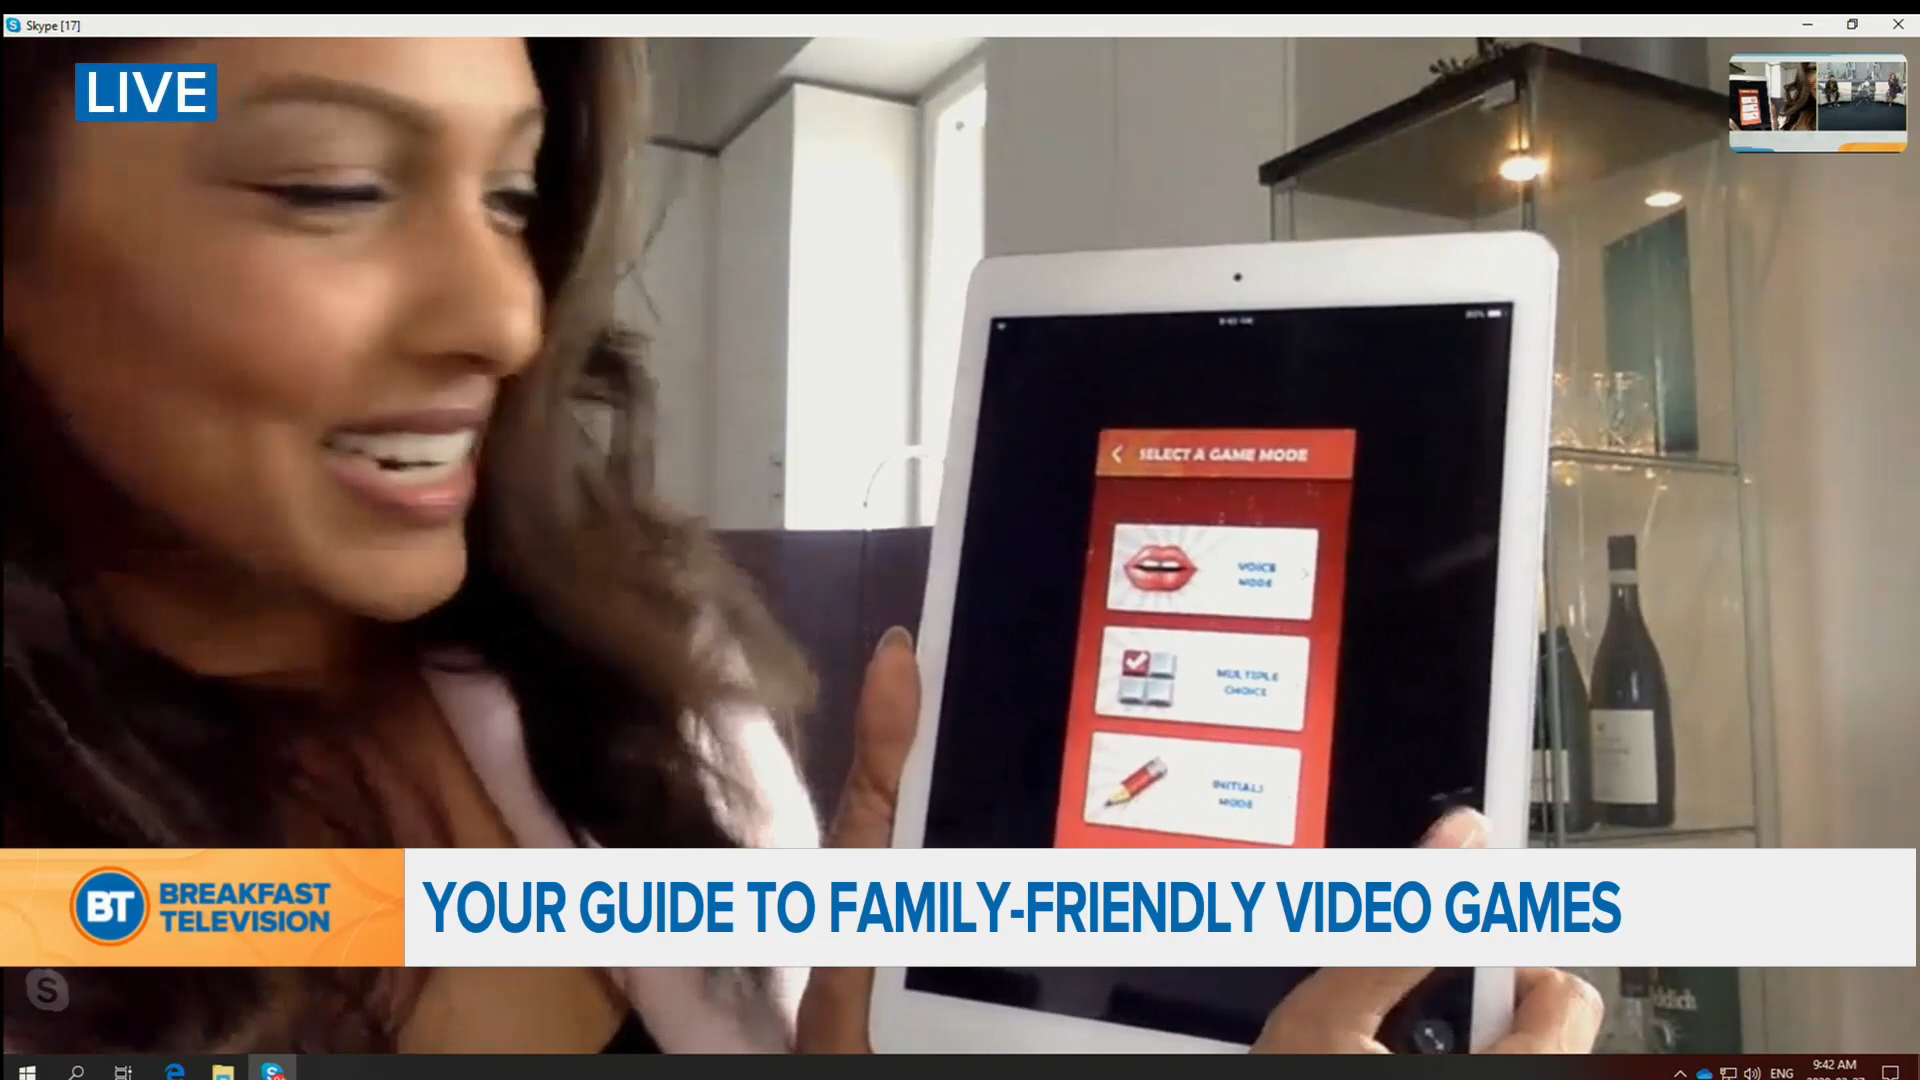 Skype [17]
LIVE
SELECT A GAME MODE
VOICE
MODE
MULTIPLE
CHOICE
INITIALS
MODE
BT
BREAKFAST
TELEVISION
YOUR GUIDE TO FAMILY-FRIENDLY VIDEO GAMES
S
ddich
ENG
9:42 AM